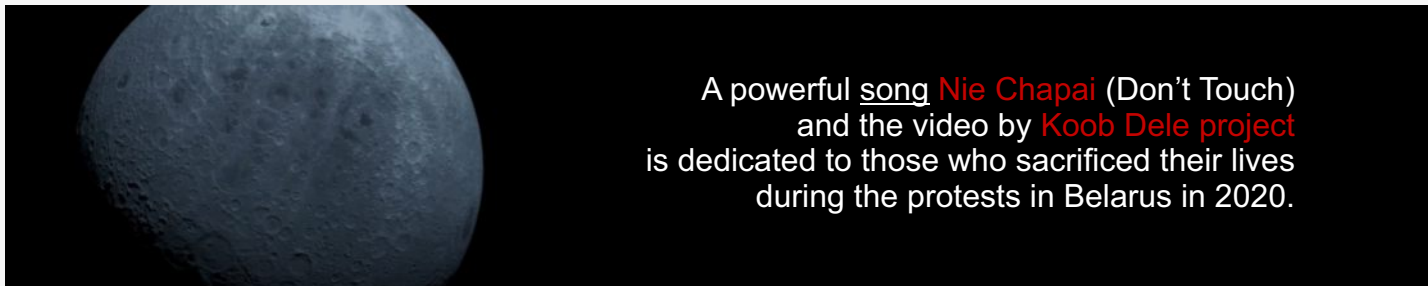 A powerful song Nie Chapai (Don’t Touch)
and the video by Koob Dele project
is dedicated to those who sacrificed their lives
during the protests in Belarus in 2020.